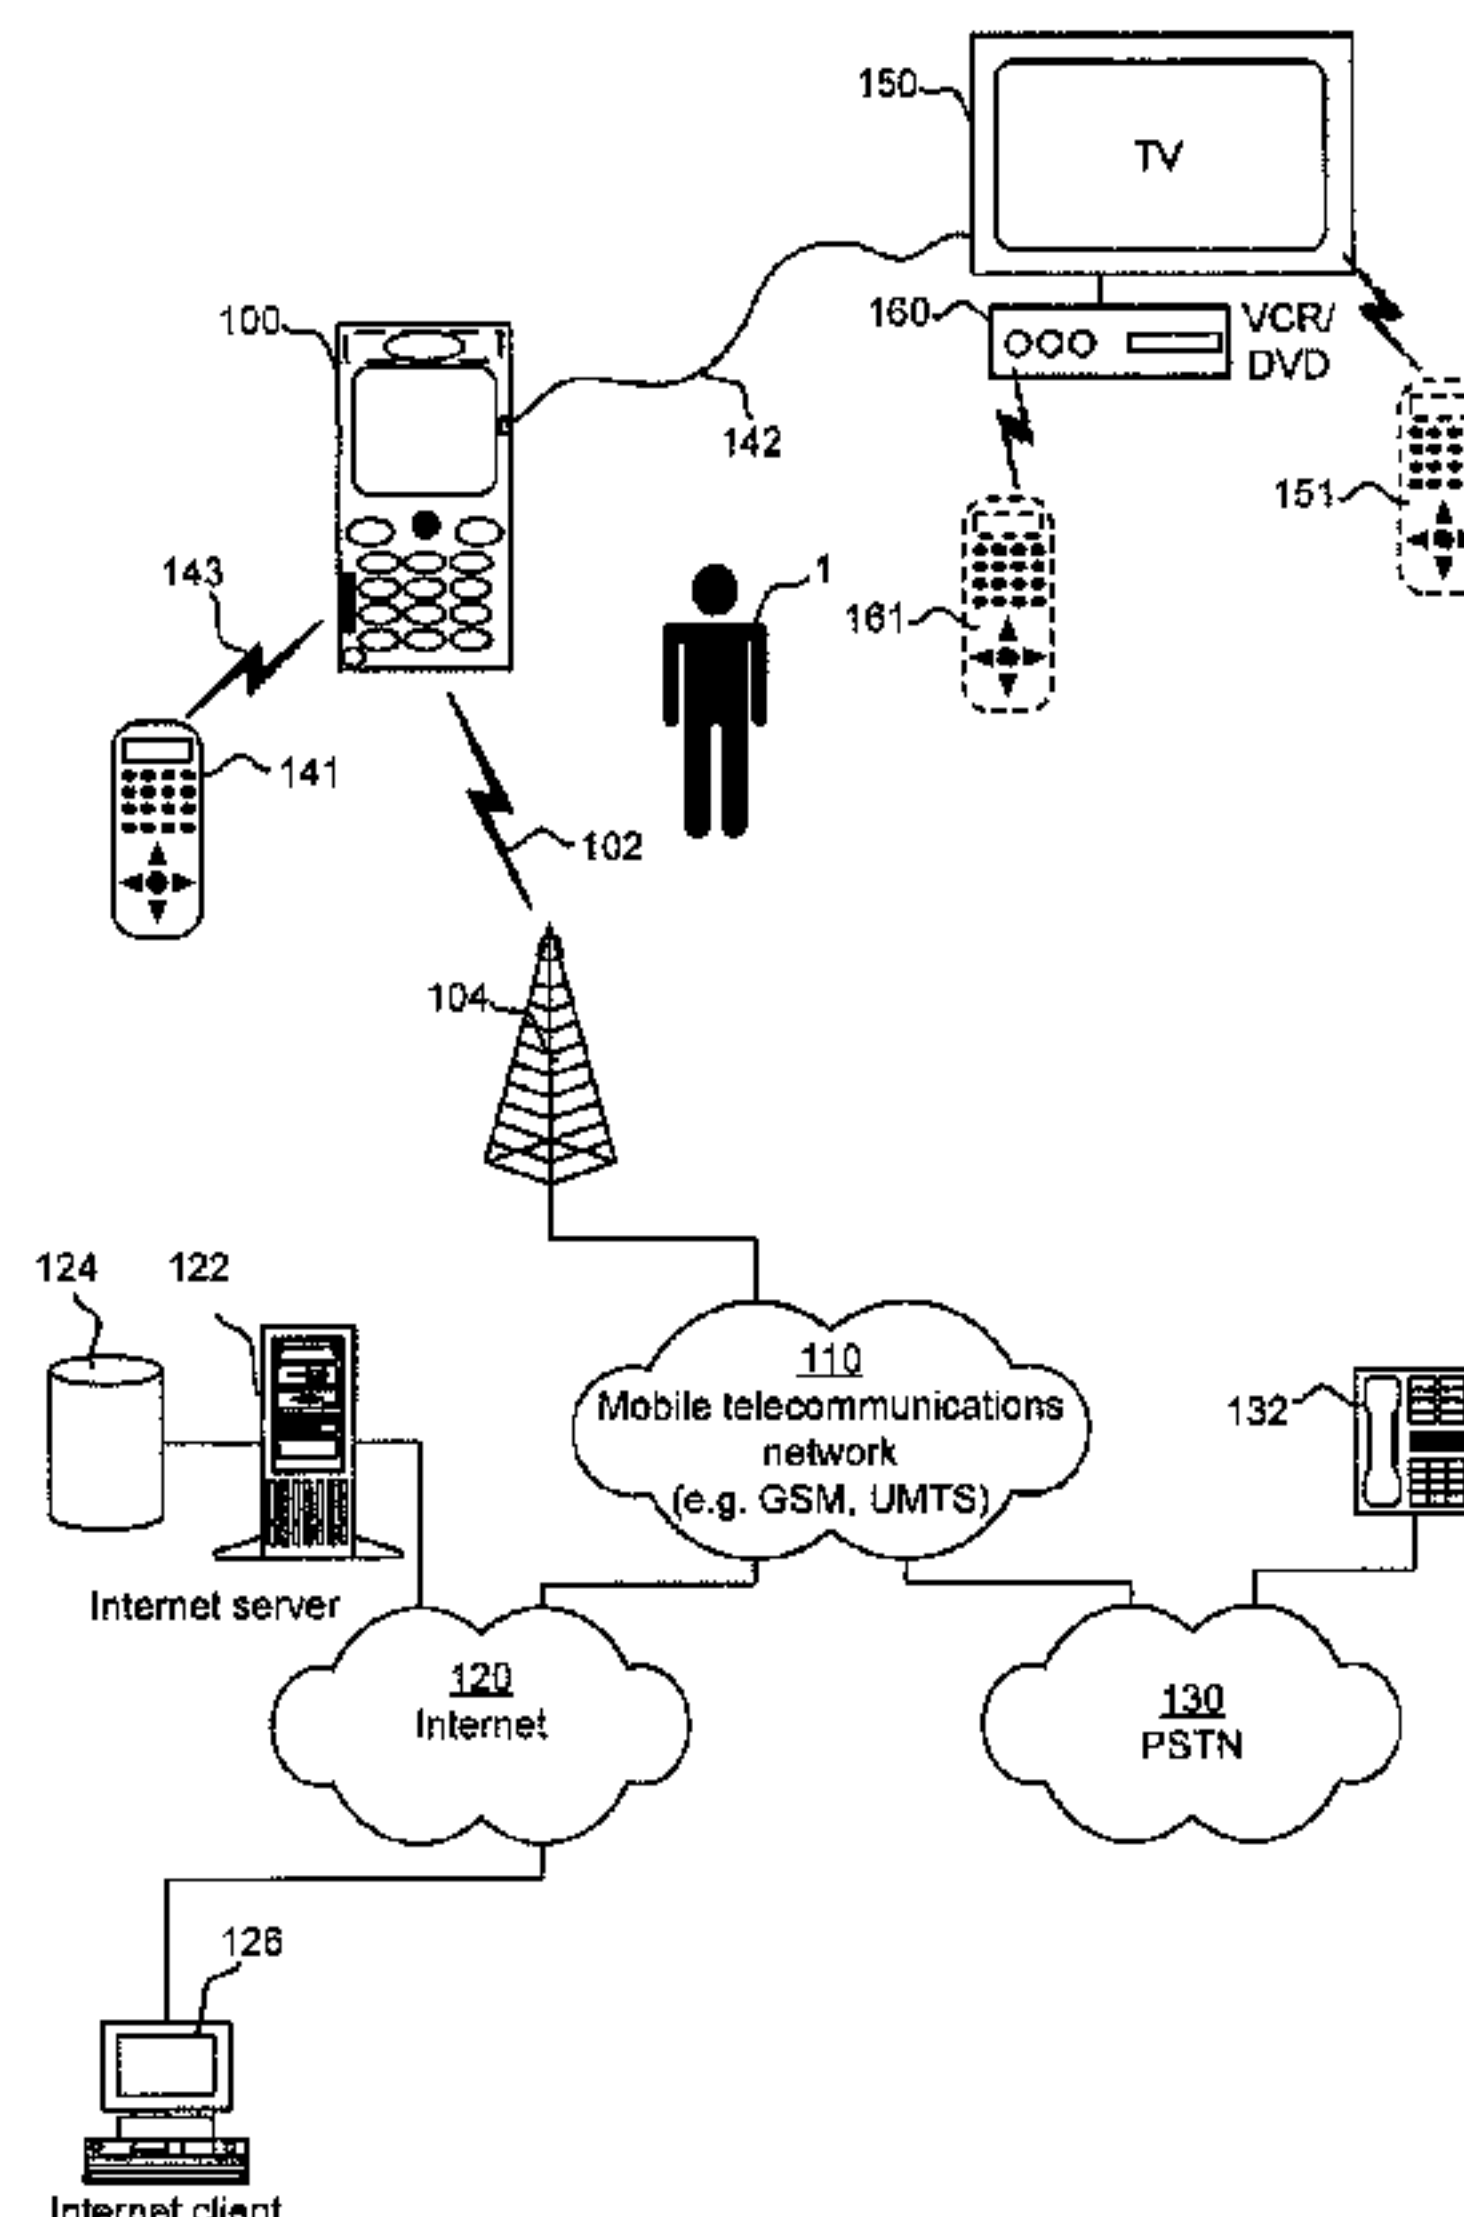 150
TV
100
160
VCR/
DVD
142
151
143
1
161
141
102
104
124
122
110
Mobile telecommunications
network
(e.g. GSM, UMTS)
132
Internet server
120
Internet
130
PSTN
126
Internet client